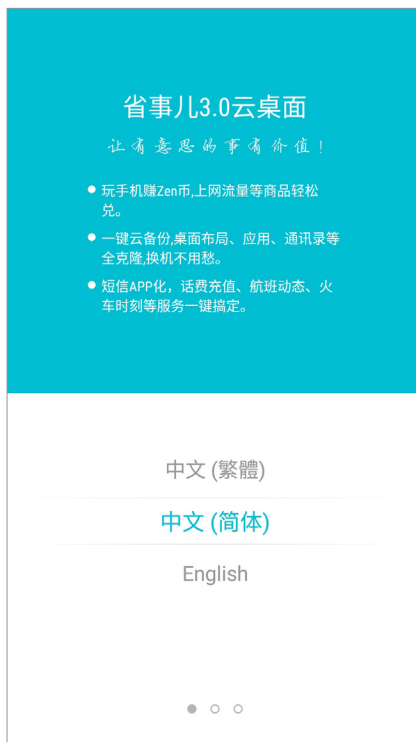 省事儿3.0云桌面
让有意思的事有价值!
玩手机赚Zen币,上网流量等商品轻松
兑。
一键云备份,桌面布局、应用、通讯录等
全克隆,换机不用愁。
短信APP化，话费充值、航班动态、火
车时刻等服务一键搞定。
中文 (繁體)
中文 (简体)
English